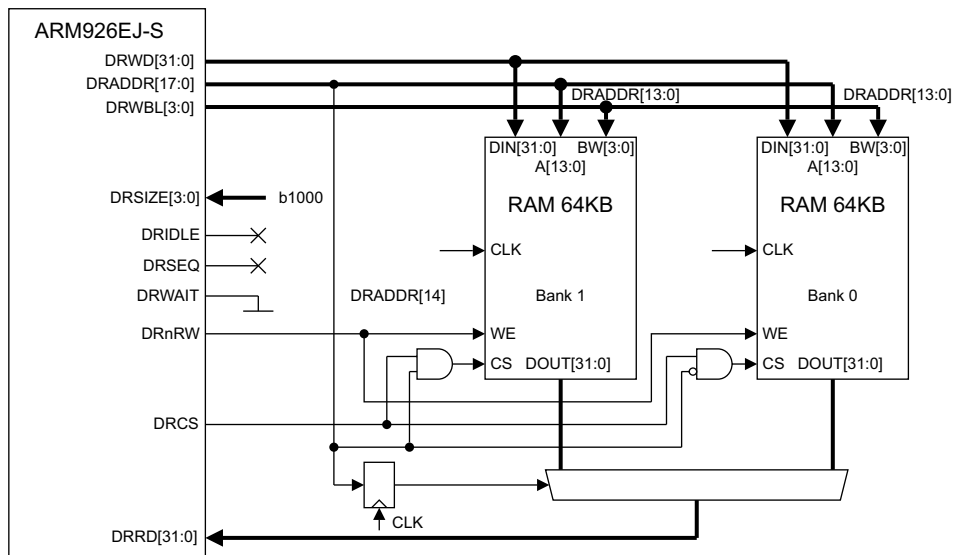 ARM926EJ-S
DRWD[31:0]
DRADDR[17:0]
DRWBL[3:0]
DRADDR[13:0]
DRADDR[13:0]
DIN[31:0] BW[3:0]
A[13:0]
DIN[31:0] BW[3:0]
A[13:0]
DRSIZE[3:0]
b1000
RAM 64KB
RAM 64KB
DRIDLE
CLK
CLK
DRSEQ
DRWAIT
DRADDR[14]
Bank 1
Bank 0
DRnRW
WE
WE
CS DOUT[31:0]
CS DOUT[31:0]
DRCS
CLK
DRRD[31:0]